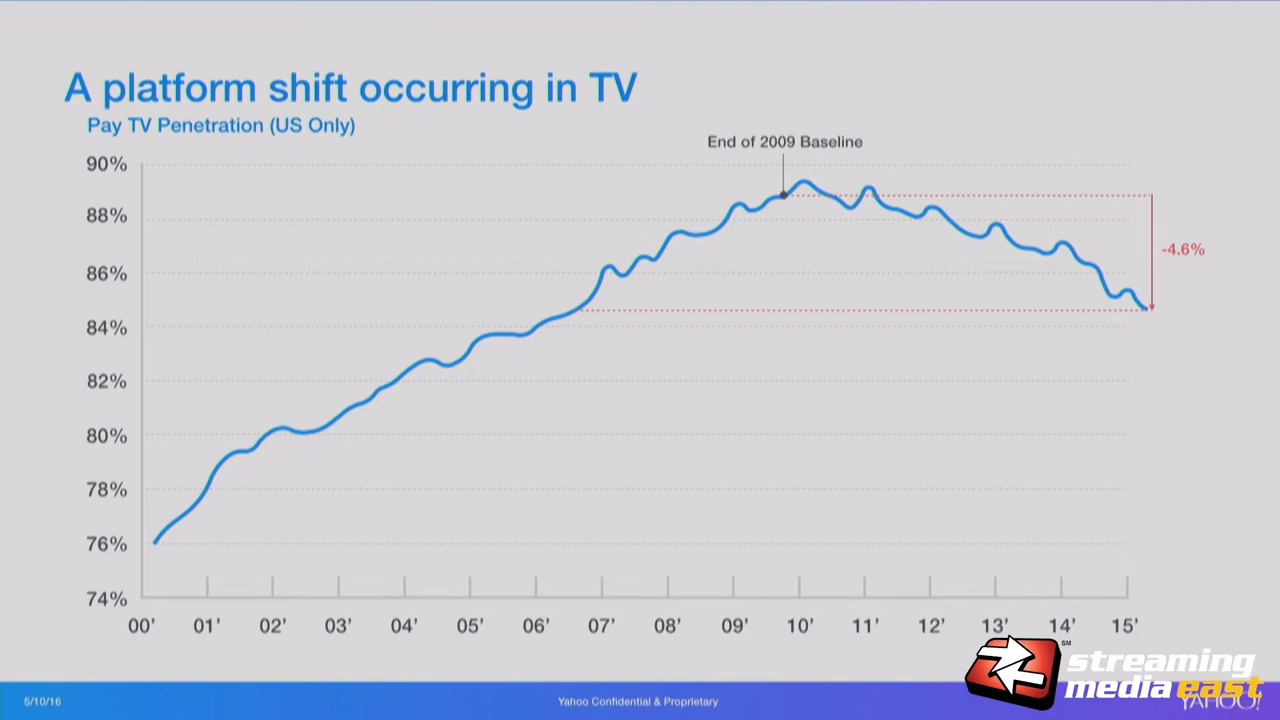 A platform shift occurring in TV
Pay TV Penetration (US Only)
End of 2009 Baseline
90%
88%
86%
84%
82%
80%
78%
76%
74%
-4.6%
00’ 01’ 02’ 03’ 04’ 05’ 06’ 07’ 08’ 09’ 10’ 11’ 12’ 13’ 14’ 15’
SM
streaming
media east
5/10/16 Yahoo Confidential & Proprietary YAHOO!